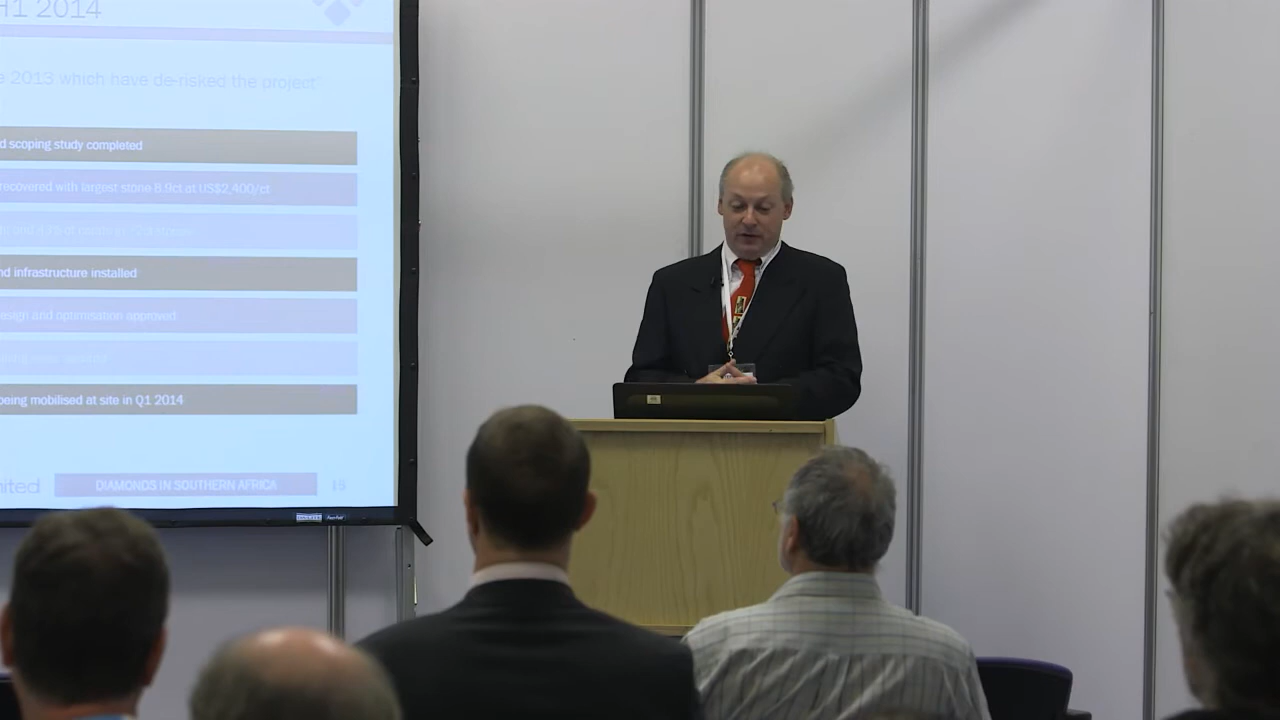 H1 2014
e 2013 which have de-risked the project"
d scoping study completed
recovered with largest stone 8.9ct at US$2,400/ct
nd infrastructure installed
esign and optimisation approved
being mobilised at site in Q1 2014
nited
DIAMONDS IN SOUTHERN AFRICA